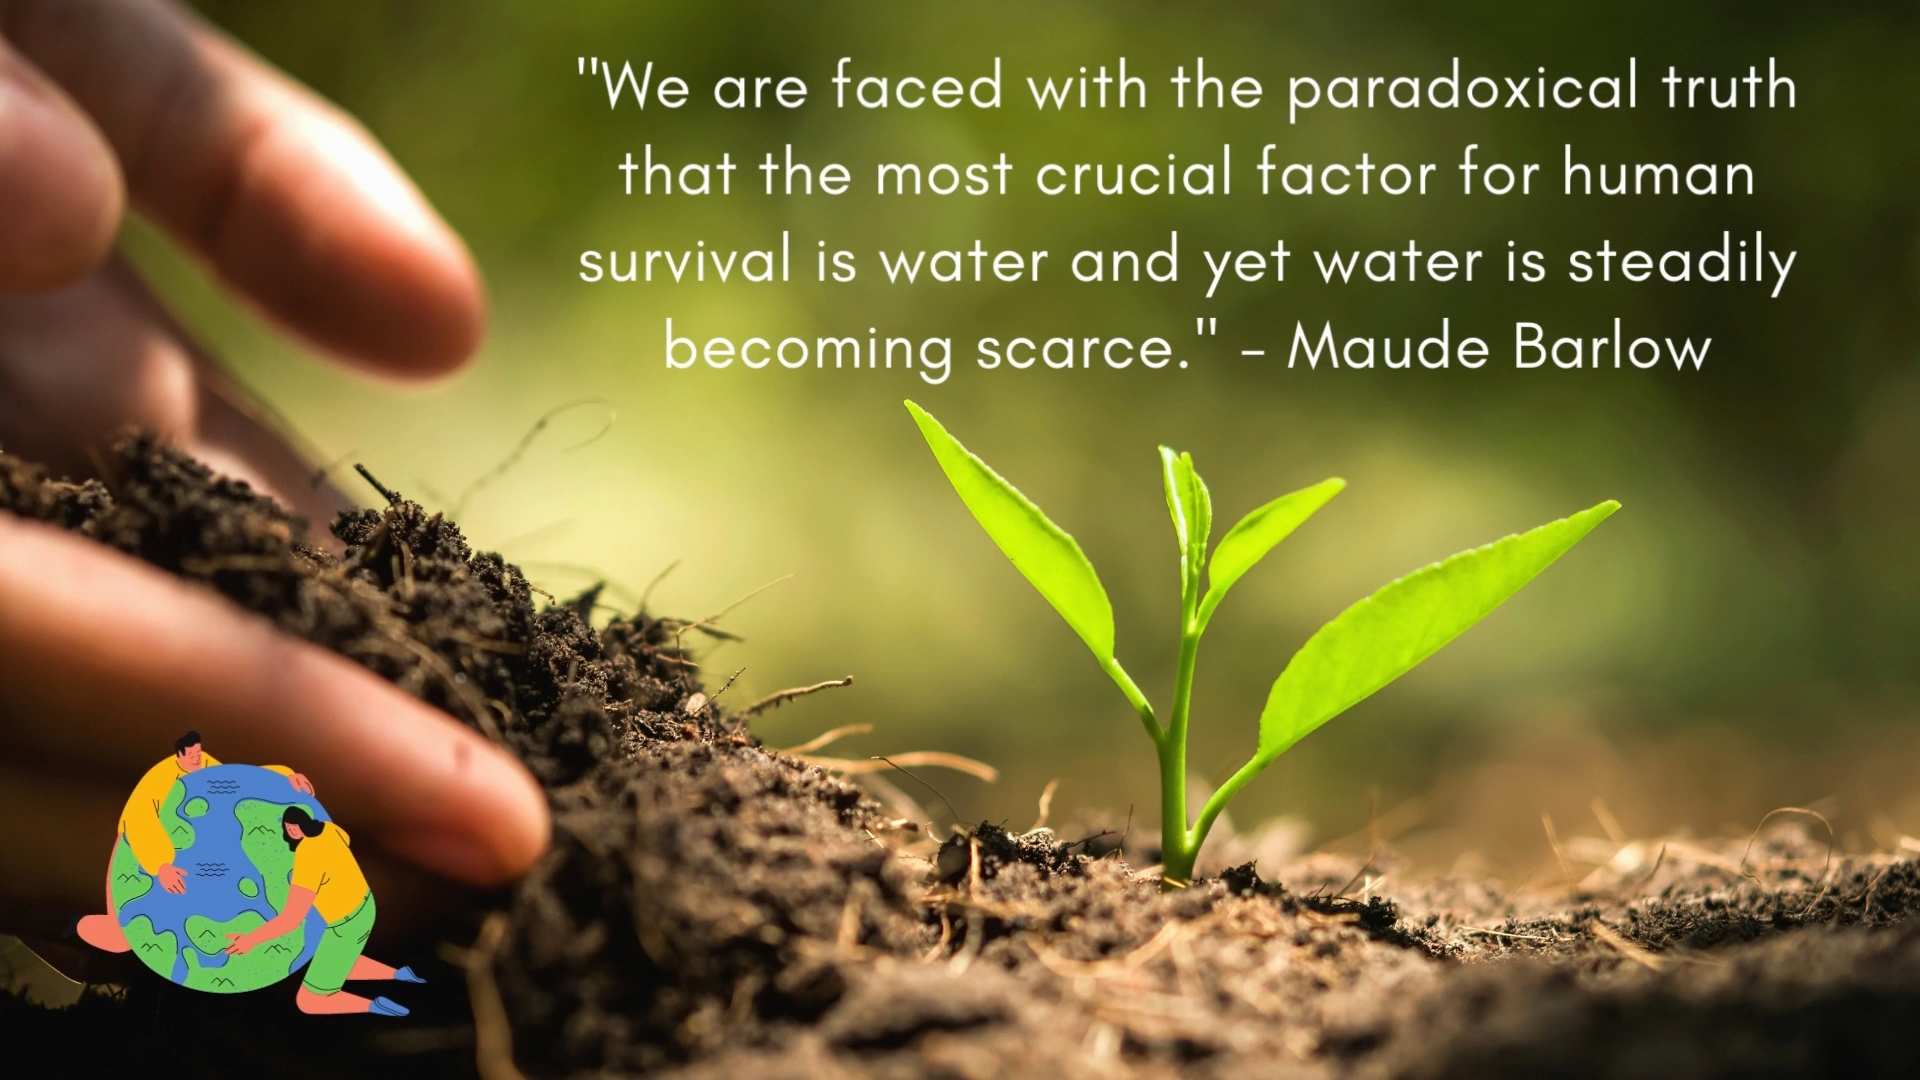 "We are faced with the paradoxical truth
that the most crucial factor for human
survival is water and yet water is steadily
becoming scarce." - Maude Barlow